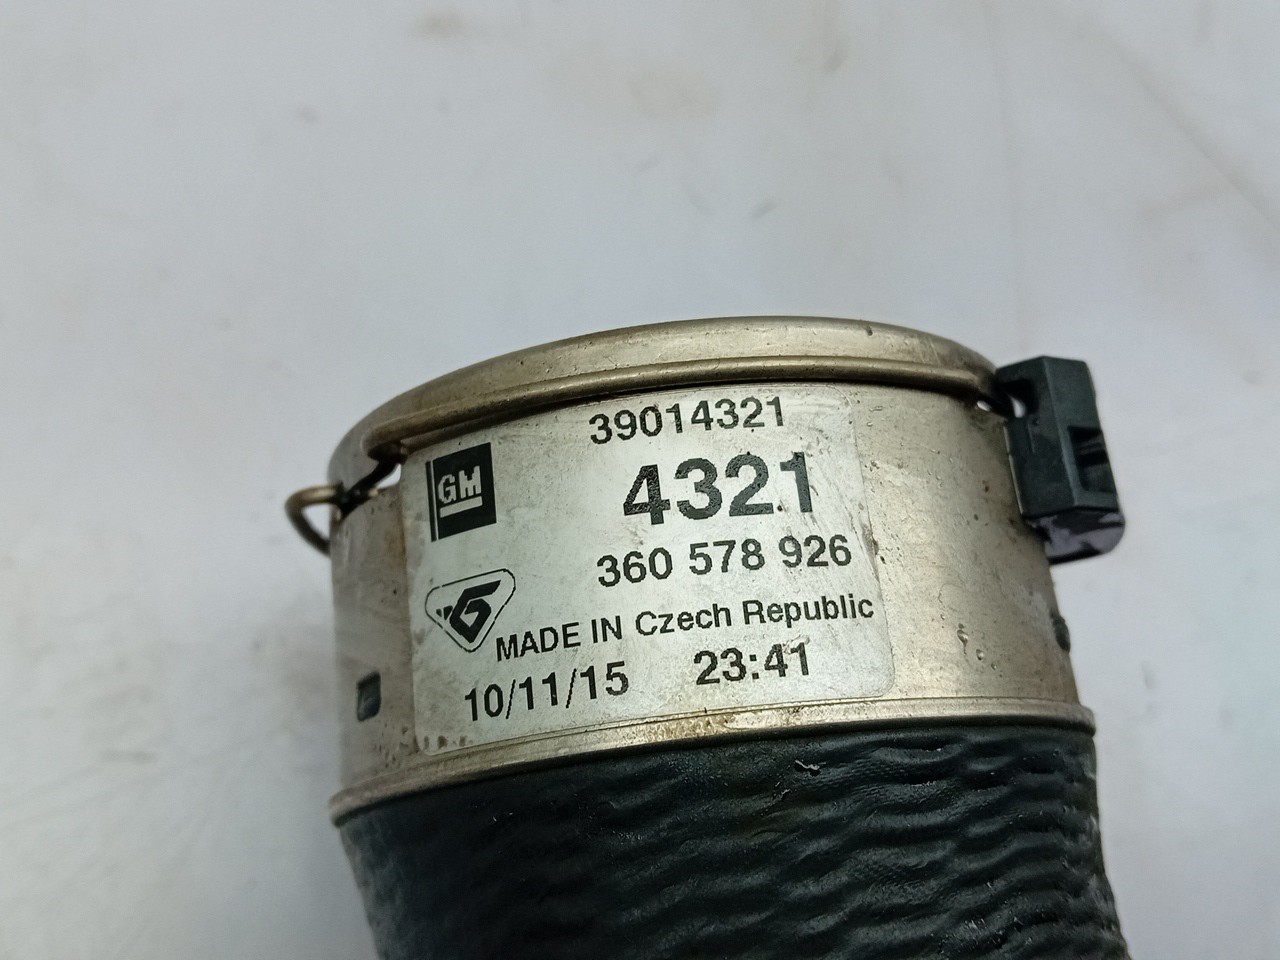 39014321
GM
4321
360 578 926
MADE IN Czech Republic
10/11/15 23:41